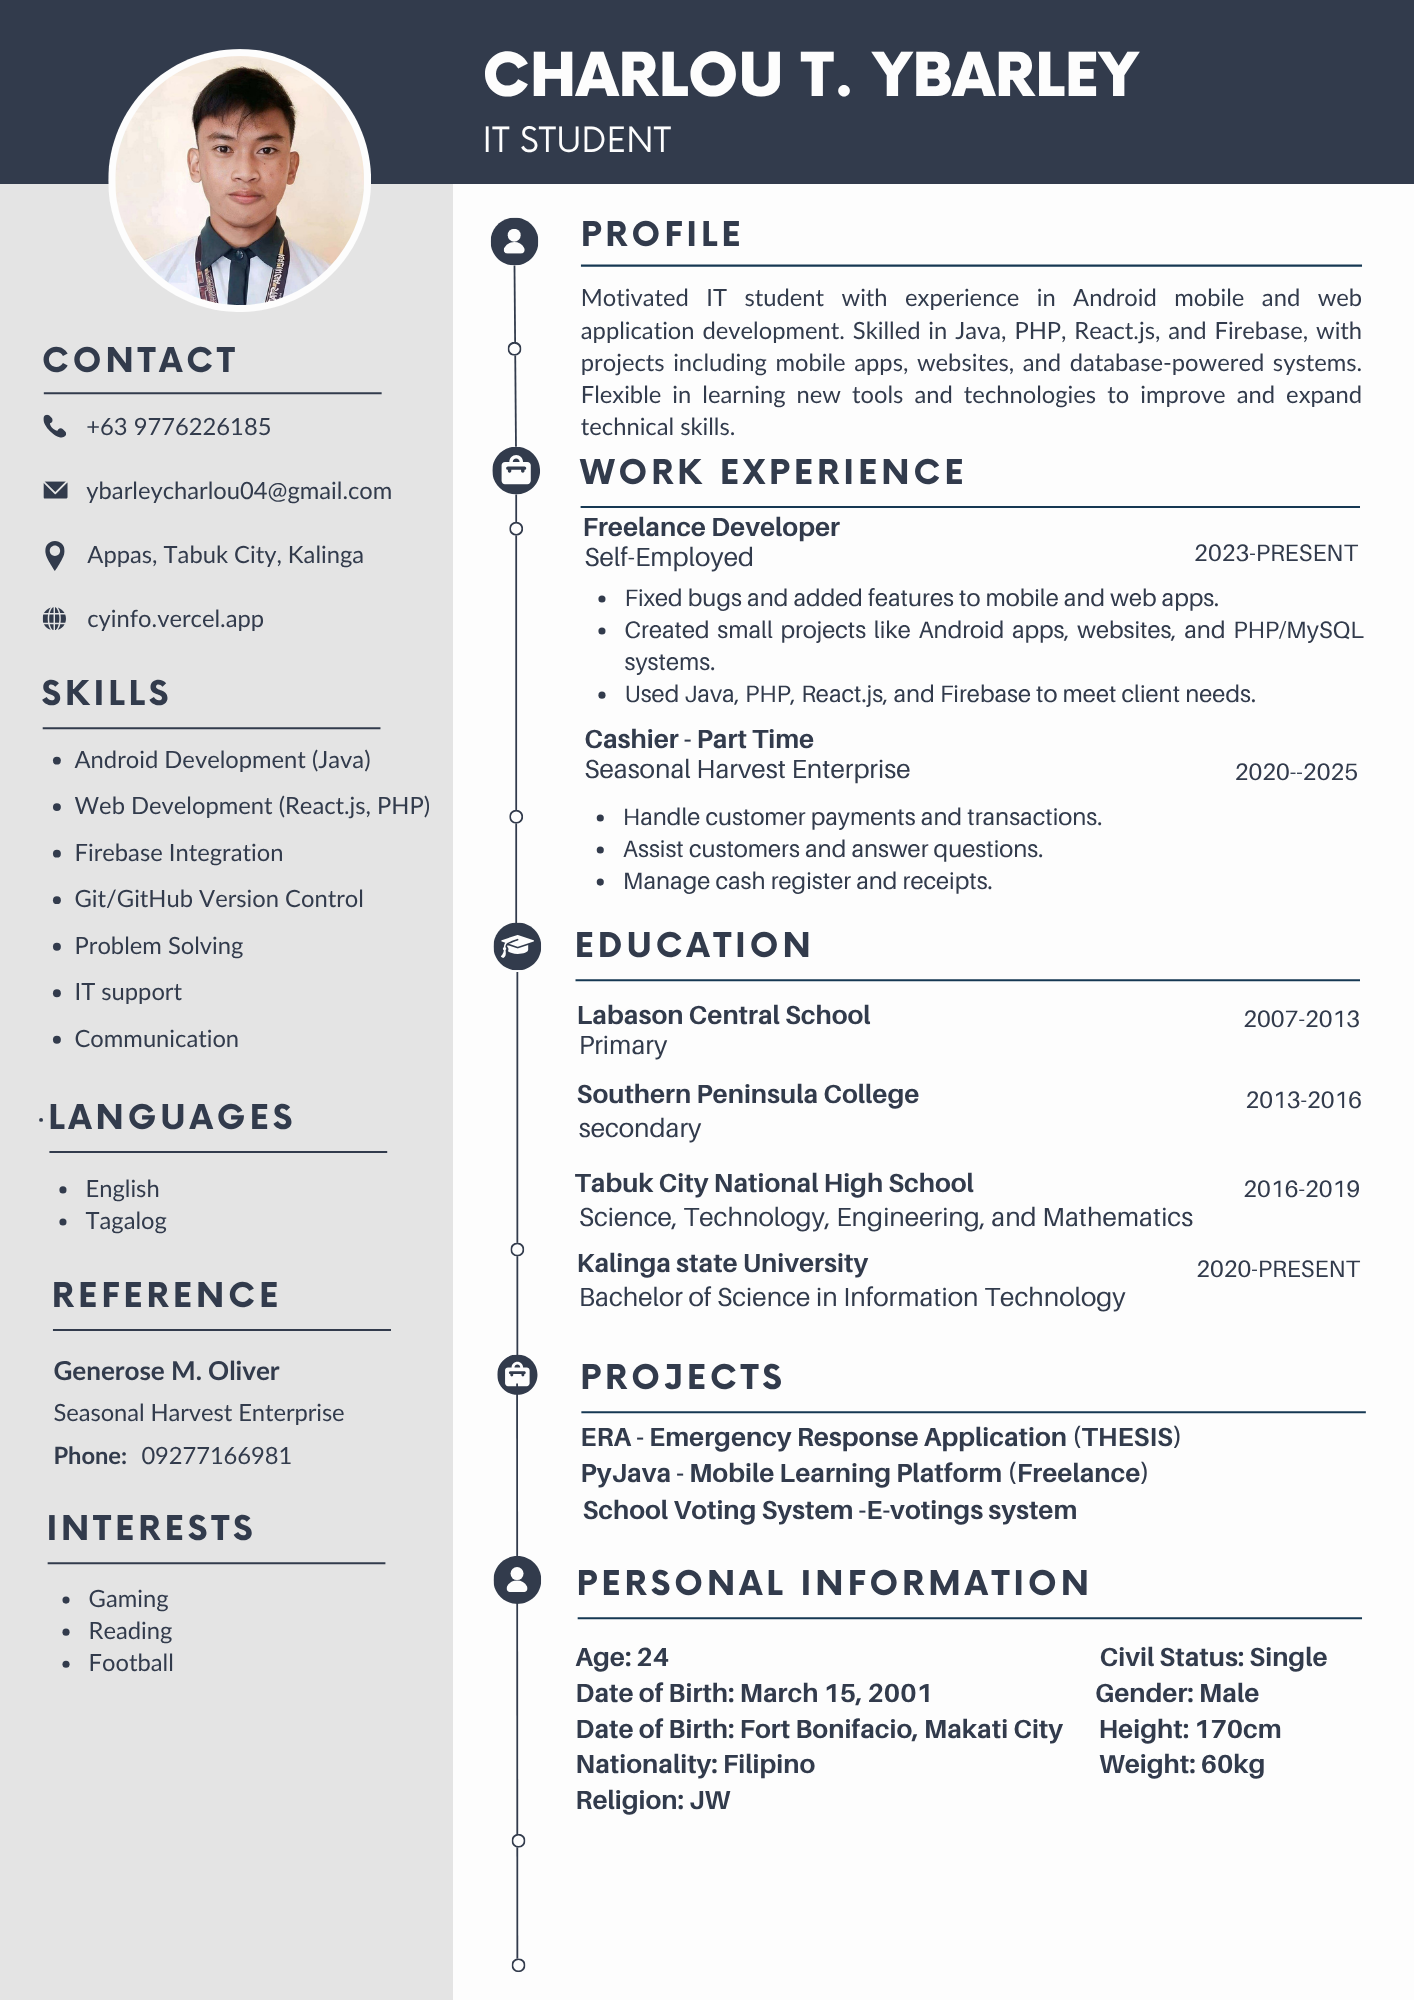 CHARLOU T. YBARLEY
IT STUDENT
CONTACT
+63 9776226185
ybarleycharlou04@gmail.com
Appas, Tabuk City, Kalinga
cyinfo.vercel.app
SKILLS
• Android Development (Java)
• Web Development (React.js, PHP)
• Firebase Integration
• Git/GitHub Version Control
• Problem Solving
• IT support
• Communication
·LANGUAGES
• English
• Tagalog
REFERENCE
Generose M. Oliver
Seasonal Harvest Enterprise
Phone: 09277166981
INTERESTS
• Gaming
• Reading
• Football
PROFILE
Motivated IT student with experience in Android mobile and web
application development. Skilled in Java, PHP, React.js, and Firebase, with
projects including mobile apps, websites, and database-powered systems.
Flexible in learning new tools and technologies to improve and expand
technical skills.
WORK EXPERIENCE
Freelance Developer
Self-Employed 2023-PRESENT
• Fixed bugs and added features to mobile and web apps.
• Created small projects like Android apps, websites, and PHP/MySQL
systems.
• Used Java, PHP, React.js, and Firebase to meet client needs.
Cashier - Part Time
Seasonal Harvest Enterprise 2020--2025
• Handle customer payments and transactions.
• Assist customers and answer questions.
• Manage cash register and receipts.
EDUCATION
Labason Central School 2007-2013
Primary
Southern Peninsula College 2013-2016
secondary
Tabuk City National High School 2016-2019
Science, Technology, Engineering, and Mathematics
Kalinga state University 2020-PRESENT
Bachelor of Science in Information Technology
PROJECTS
ERA - Emergency Response Application (THESIS)
PyJava - Mobile Learning Platform (Freelance)
School Voting System -E-votings system
PERSONAL INFORMATION
Age: 24 Civil Status: Single
Date of Birth: March 15, 2001 Gender: Male
Date of Birth: Fort Bonifacio, Makati City Height: 170cm
Nationality: Filipino Weight: 60kg
Religion: JW